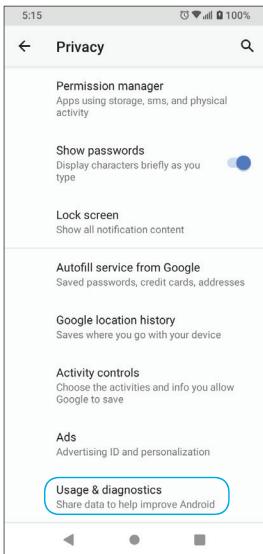 5:15 100%
Privacy
Permission manager
Apps using storage, sms, and physical
activity
Show passwords
Display characters briefly as you
type
Lock screen
Show all notification content
Autofill service from Google
Saved passwords, credit cards, addresses
Google location history
Saves where you go with your device
Activity controls
Choose the activities and info you allow
Google to save
Ads
Advertising ID and personalization
Usage & diagnostics
Share data to help improve Android